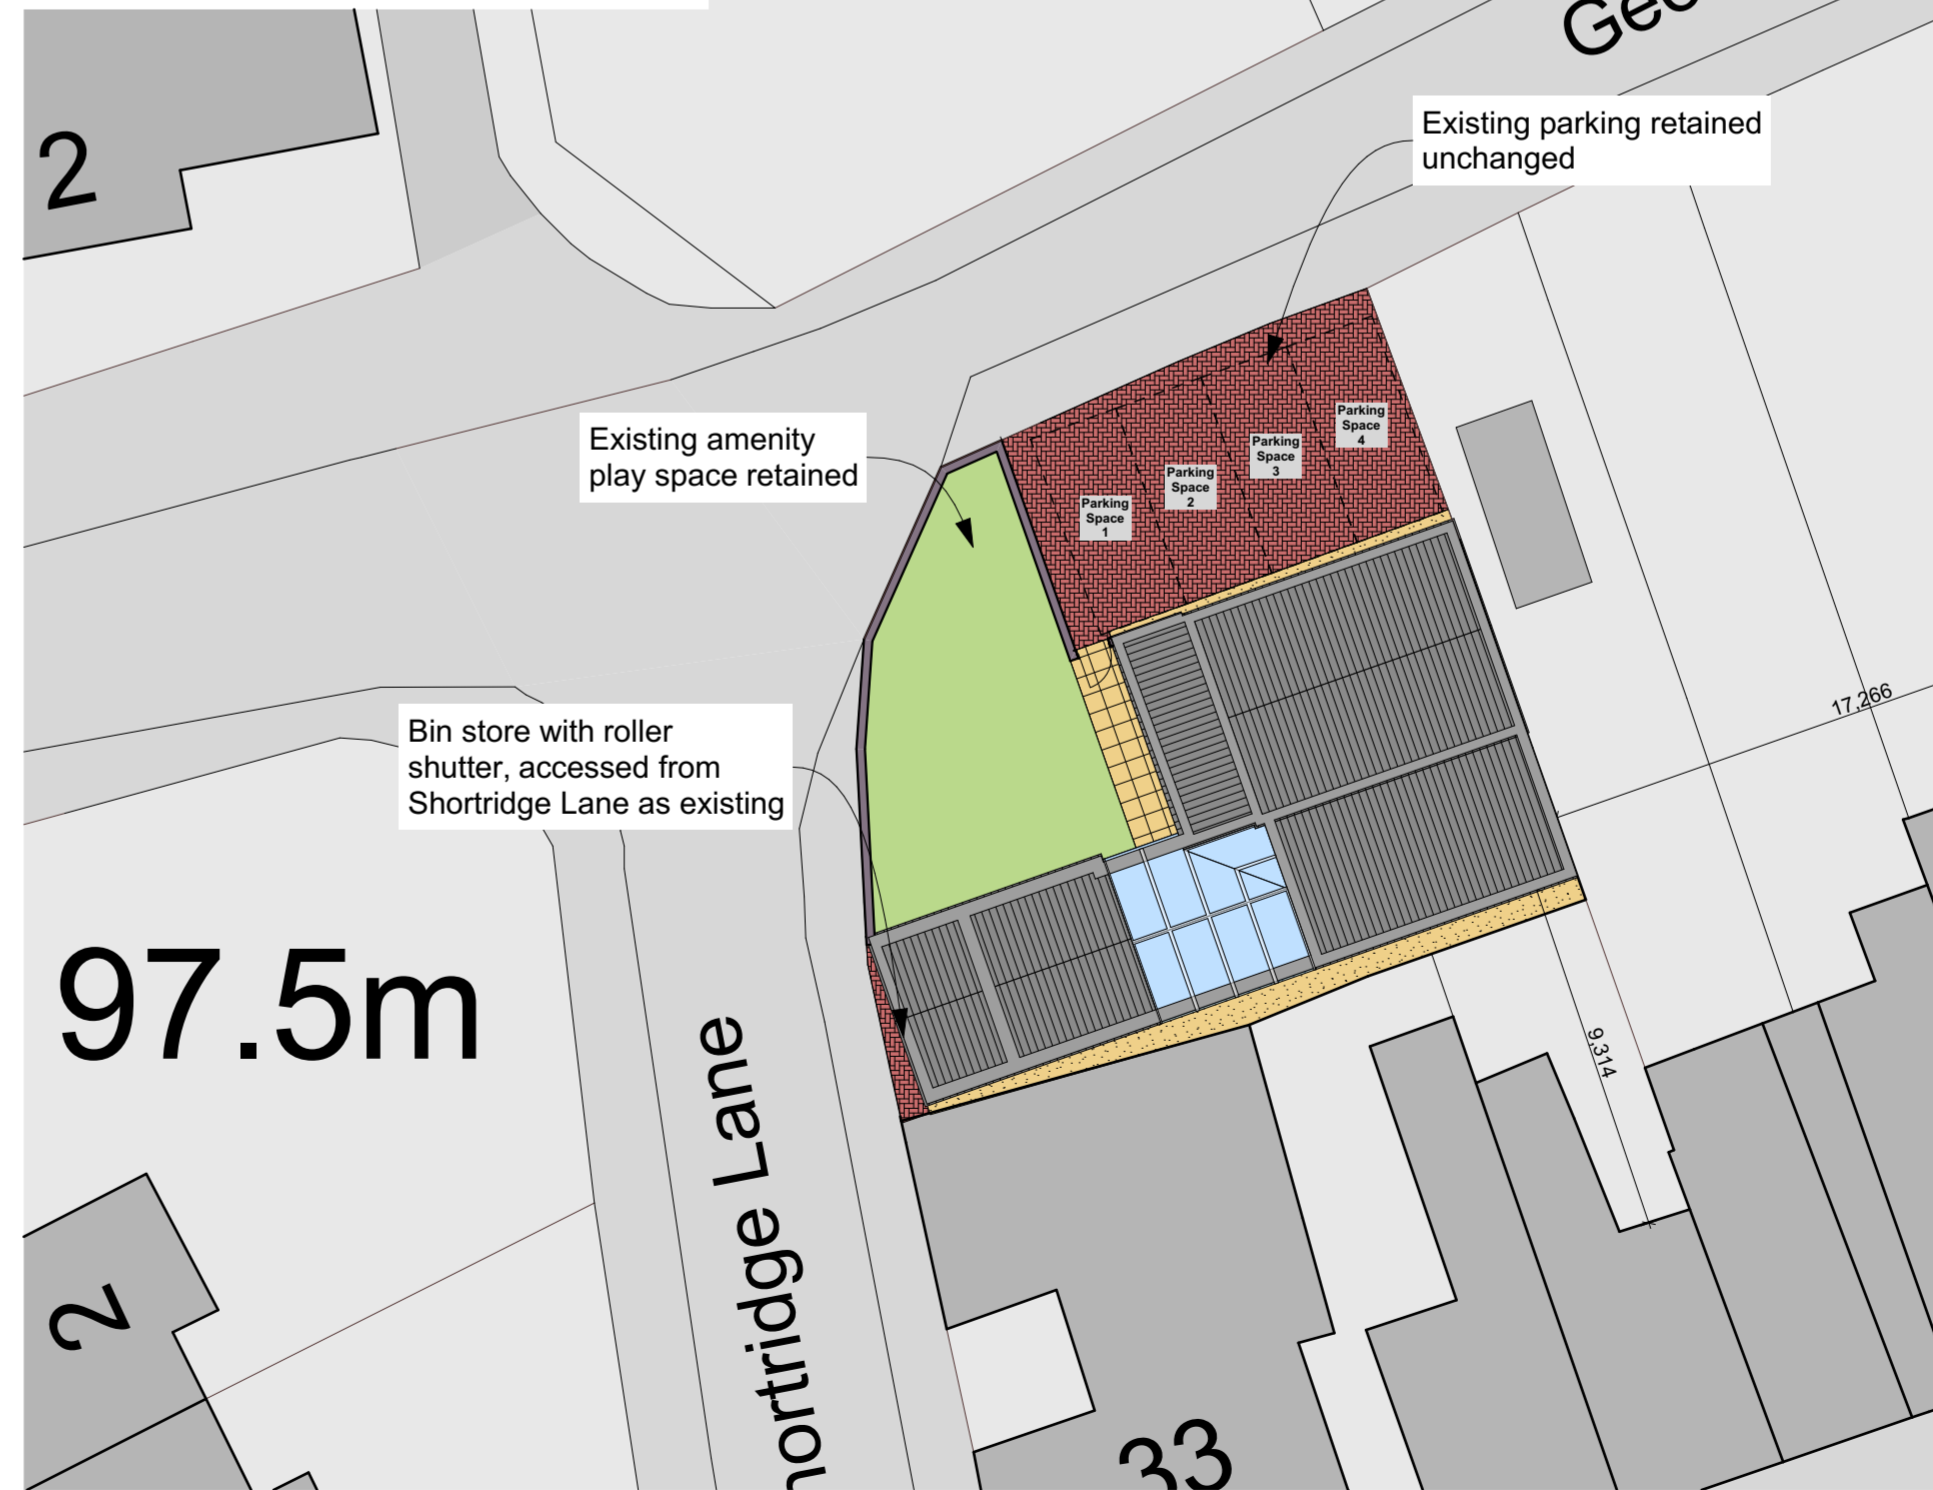 Geo
2
Existing parking retained
unchanged
Existing amenity
play space retained
Parking
Space
4
Parking
Space
3
Parking
Space
2
Parking
Space
1
17,266
Bin store with roller
shutter, accessed from
Shortridge Lane as existing
97.5m
9,314
hortridge Lane
2
33